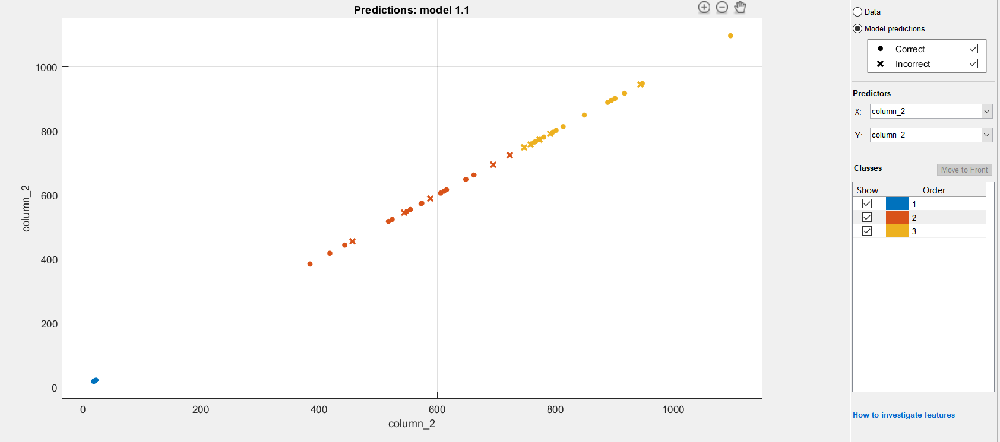 Predictions: model 1.1
1000
800
600
400
200
0
column_2
0 200 400 600 800 1000
column_2
Data
Model predictions
Correct
Incorrect
Predictors
X: column_2
Y: column_2
Classes Move to Front
Show Order
1
2
3
How to investigate features